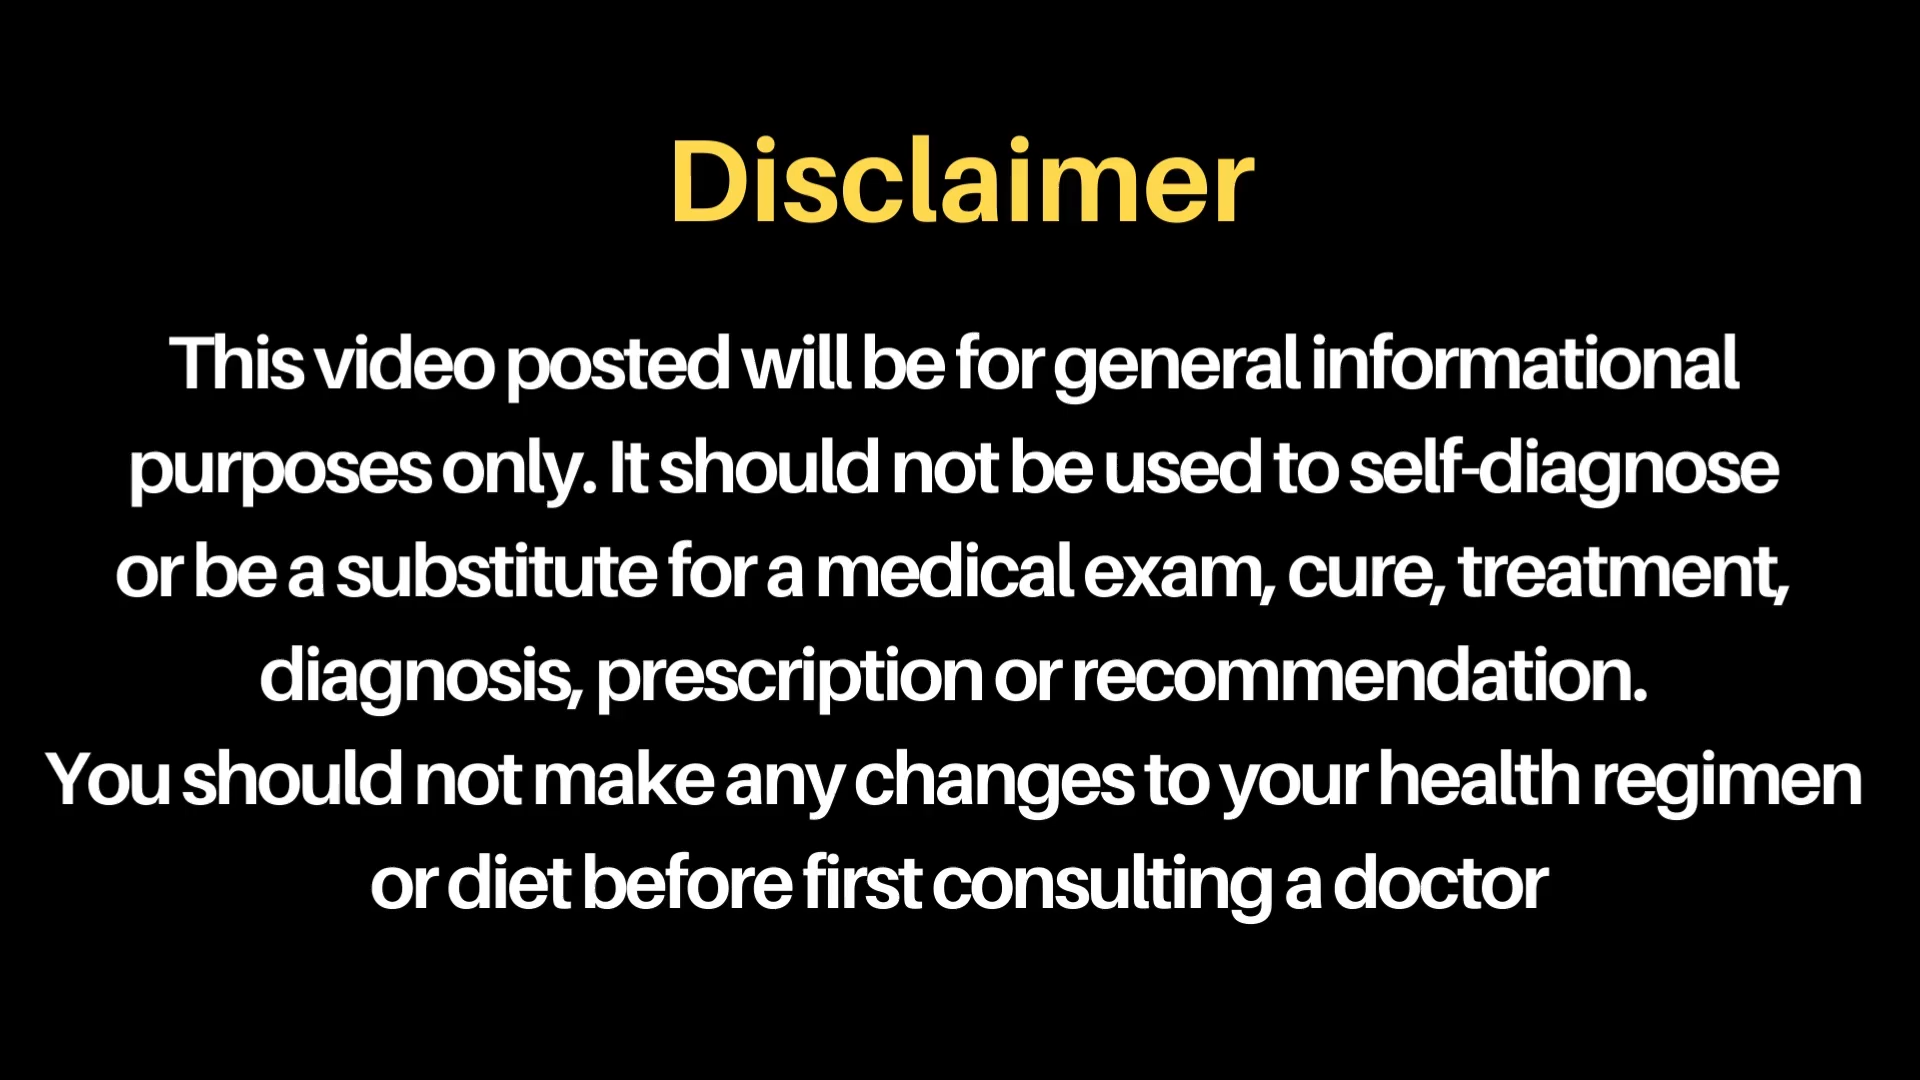 Disclaimer
This video posted will be for general informational
purposes only. It should not be used to self-diagnose
or be a substitute for a medical exam, cure, treatment,
diagnosis, prescription or recommendation.
You should not make any changes to your health regimen
or diet before first consulting a doctor